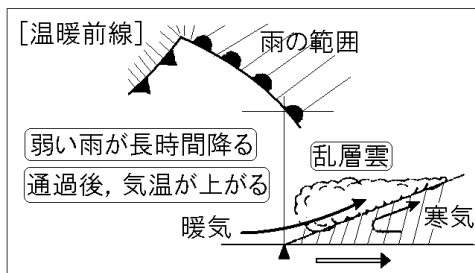 [温暖前線]
雨の範囲
弱い雨が長時間降る
通過後，気温が上がる
乱層雲
暖気
寒気